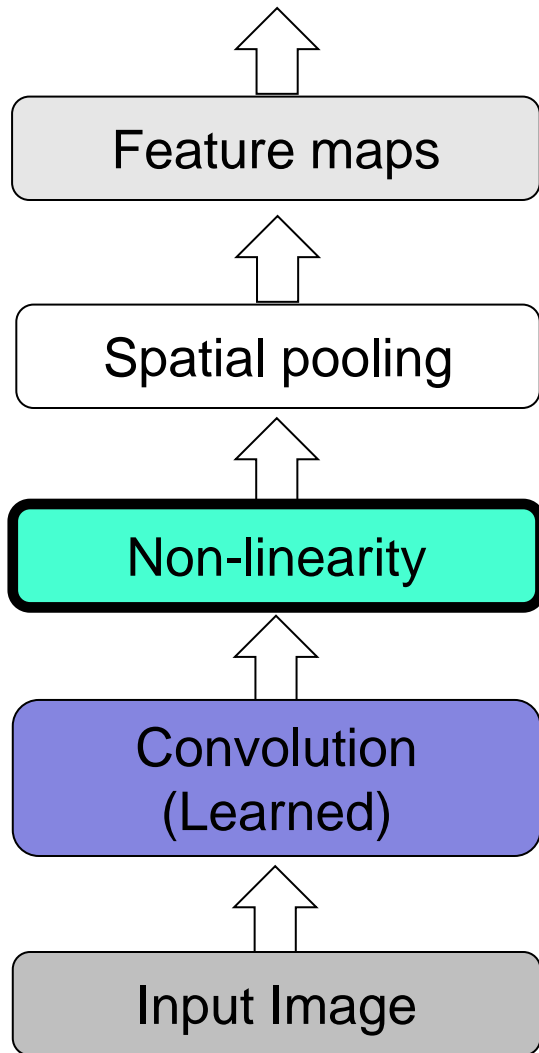 Feature maps
Spatial pooling
Non-linearity
Convolution
(Learned)
Input Image